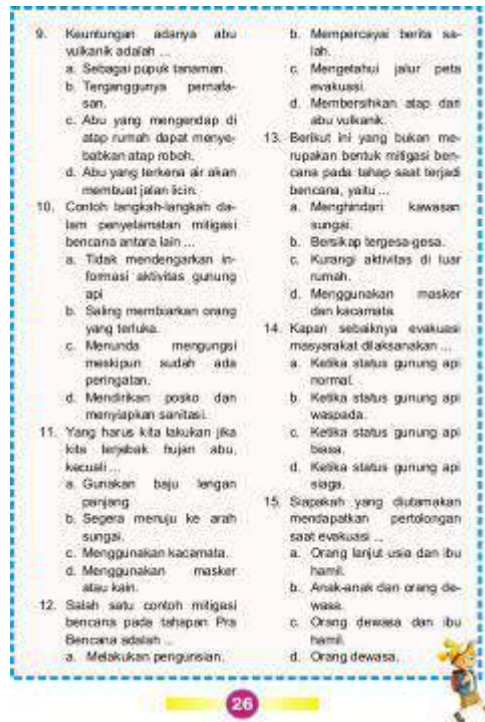 9. Keuntungan adanya abu
vulkanik adalah ...
a. Sebagai pupuk tanaman.
b. Terganggunya pernafa-
san.
c. Abu yang mengendap di
atap rumah dapat menye-
babkan atap roboh.
d. Abu yang terkena air akan
membuat jalan licin.
10. Contoh langkah-langkah da-
lam penyelamatan mitigasi
bencana antara lain ...
a. Tidak mendengarkan in-
formasi aktivitas gunung
api
b. Saling membiarkan orang
yang terluka.
c. Menunda mengungsi
meskipun sudah ada
peringatan.
d. Mendirikan posko dan
menyiapkan sanitasi.
11. Yang harus kita lakukan jika
kita terjebak hujan abu,
kecuali ...
a. Gunakan baju lengan
panjang
b. Segera menuju ke arah
sungai.
c. Menggunakan kacamata.
d. Menggunakan masker
atau kain.
12. Salah satu contoh mitigasi
bencana pada tahapan Pra
Bencana adalah ...
a. Melakukan pengunsian.
b. Mempercayai berita sa-
lah.
c. Mengetahui jalur peta
evakuasi.
d. Membersihkan atap dari
abu vulkanik.
13. Berikut ini yang bukan me-
rupakan bentuk mitigasi ben-
cana pada tahap saat terjadi
bencana, yaitu ...
a. Menghindari kawasan
sungai.
b. Bersikap tergesa-gesa.
c. Kurangi aktivitas di luar
rumah.
d. Menggunakan masker
dan kacamata.
14. Kapan sebaiknya evakuasi
masyarakat dilaksanakan ...
a. Ketika status gunung api
normal.
b. Ketika status gunung api
waspada.
c. Ketika status gunung api
biasa.
d. Ketika status gunung api
siaga.
15. Siapakah yang diutamakan
mendapatkan pertolongan
saat evakuasi ...
a. Orang lanjut usia dan ibu
hamil.
b. Anak-anak dan orang de-
wasa.
c. Orang dewasa dan ibu
hamil.
d. Orang dewasa.
26